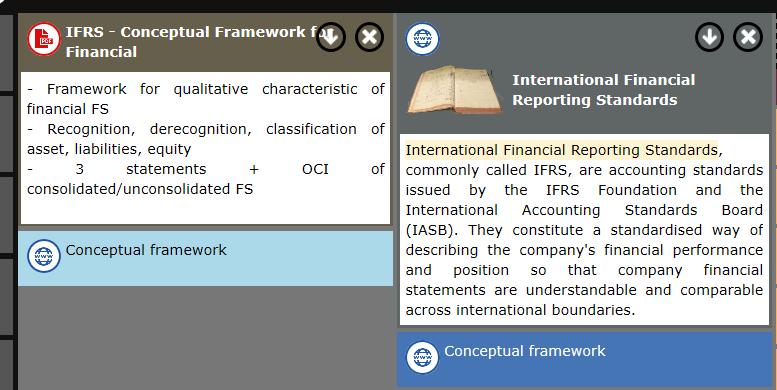 IFRS - Conceptual Framework for
Financial
- Framework for qualitative characteristic of
financial FS
- Recognition, derecognition, classification of
asset, liabilities, equity
- 3 statements + OCI of
consolidated/unconsolidated FS
Conceptual framework
International Financial
Reporting Standards
International Financial Reporting Standards,
commonly called IFRS, are accounting standards
issued by the IFRS Foundation and the
International Accounting Standards Board
(IASB). They constitute a standardised way of
describing the company's financial performance
and position so that company financial
statements are understandable and comparable
across international boundaries.
Conceptual framework